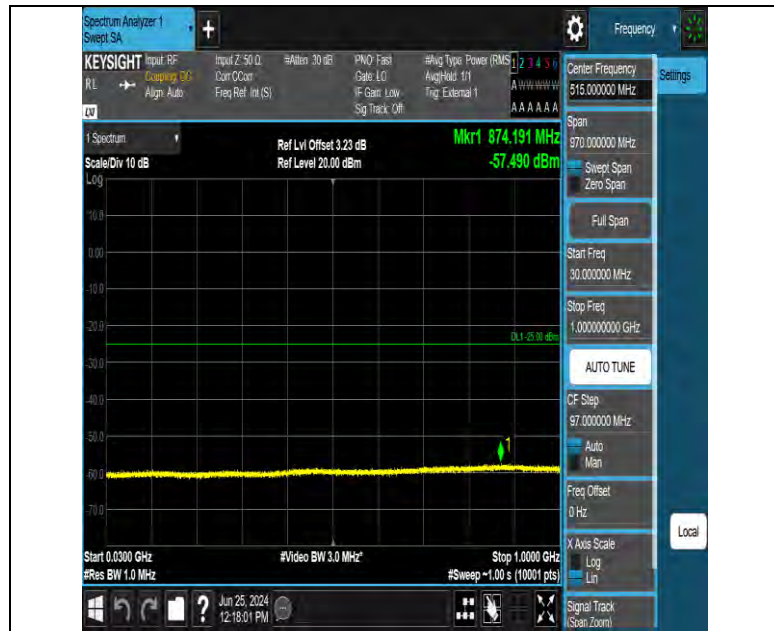 Spectrum Analyzer 1
Swept SA
+
Frequency
KEYSIGHT
Input: RF
Coupling: DC
Align: Auto
Input Z: 50 Ω
Corr CCorr
Freq Ref: Int (S)
#Atten: 30 dB
PNO: Fast
Gate: LO
IF Gain: Low
Sig Track: Off
#Avg Type: Power (RMS
Avg|Hold: 1/1
Trig: External 1
1 2 3 4 5 6
A W W W W W
A A A A A A
RL
LXI
1 Spectrum
Scale/Div 10 dB
Log
Ref Lvl Offset 3.23 dB
Ref Level 20.00 dBm
Mkr1 874.191 MHz
-57.490 dBm
10.0
0.00
-10.0
-20.0
-30.0
-40.0
-50.0
-60.0
-70.0
DL1 -25.00 dBm
1
Start 0.0300 GHz
#Res BW 1.0 MHz
#Video BW 3.0 MHz*
Stop 1.0000 GHz
#Sweep ~1.00 s (10001 pts)
?
Jun 25, 2024
12:18:01 PM
Center Frequency
515.000000 MHz
Settings
Span
970.000000 MHz
Swept Span
Zero Span
Full Span
Start Freq
30.000000 MHz
Stop Freq
1.000000000 GHz
AUTO TUNE
CF Step
97.000000 MHz
Auto
Man
Freq Offset
0 Hz
X Axis Scale
Log
Lin
Local
Signal Track
(Span Zoom)